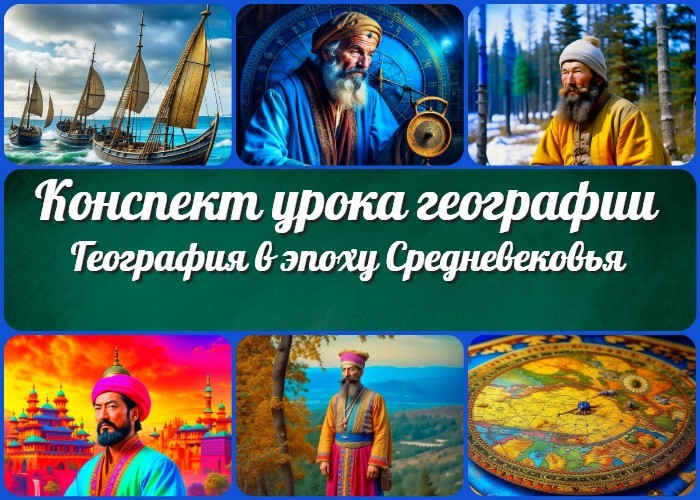 Конспект урока географии
География в эпоху Средневековья